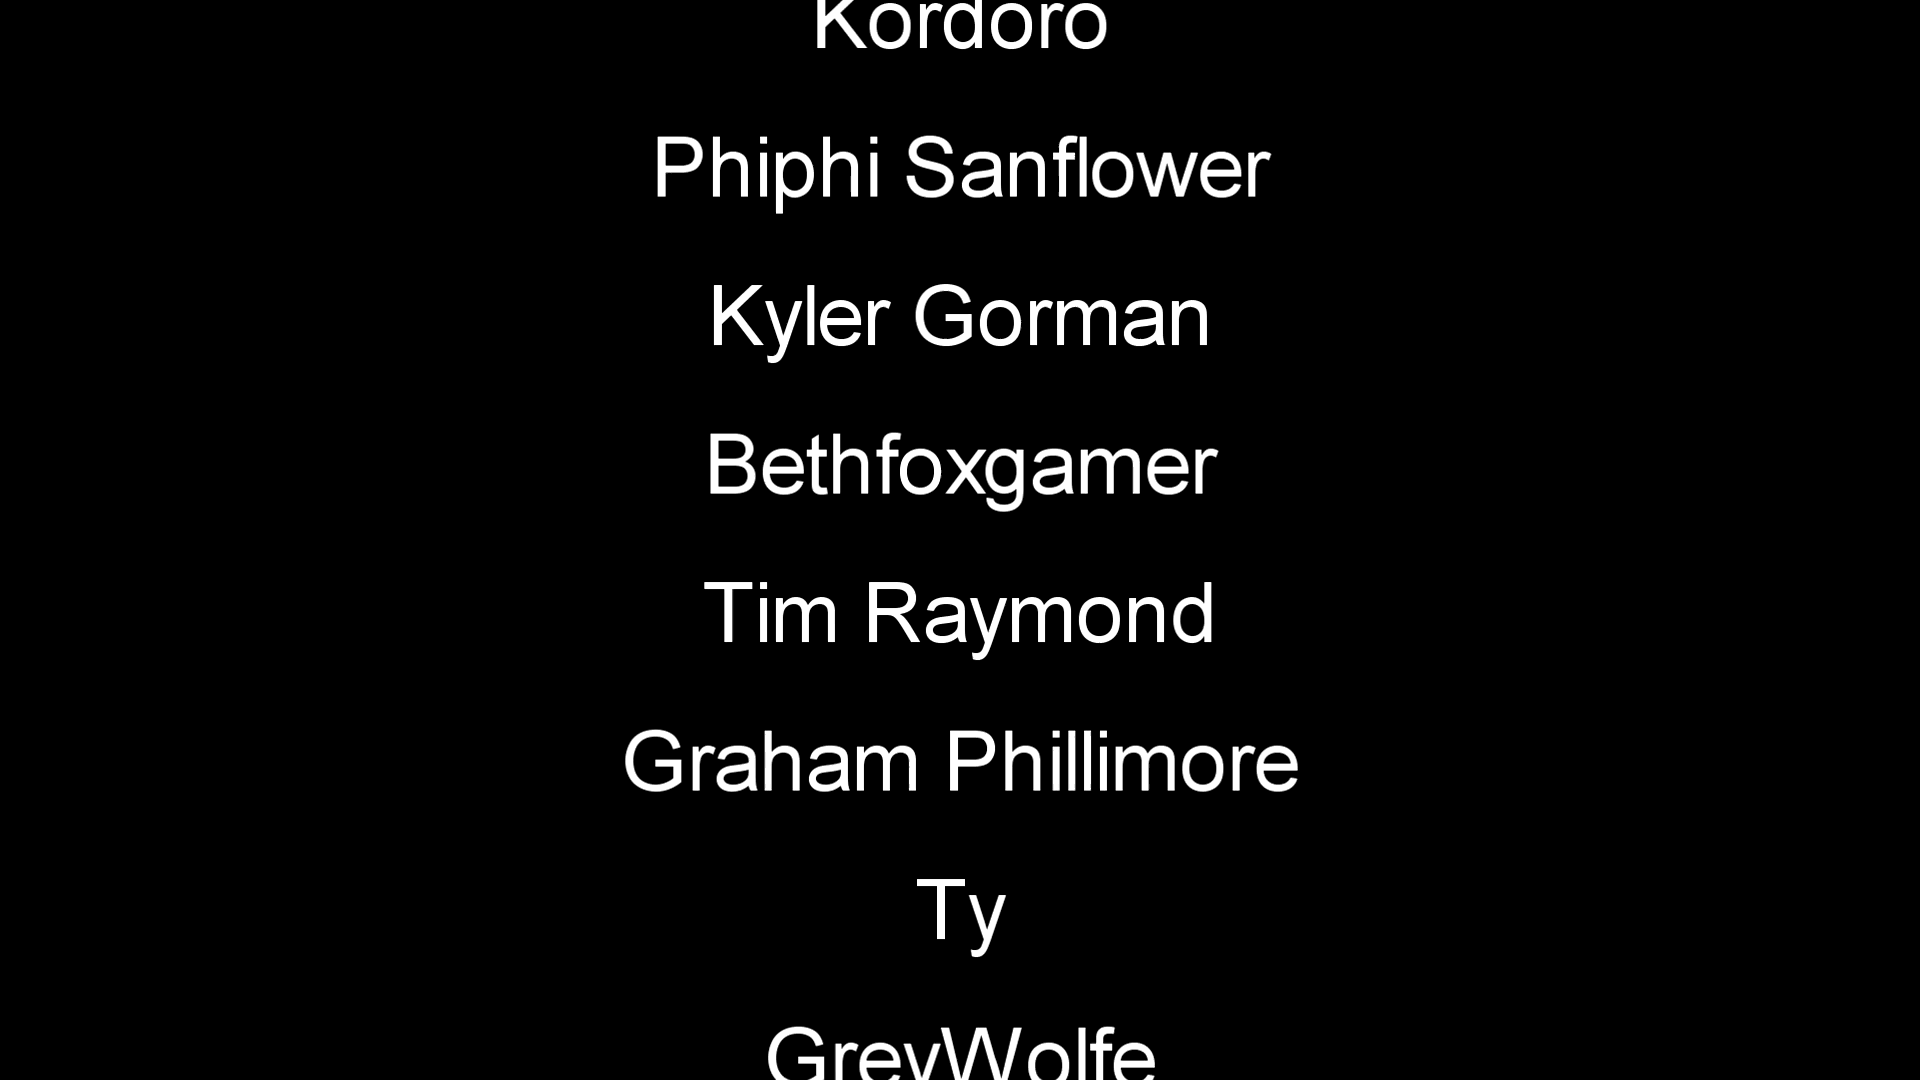 Kordoro
Phiphi Sanflower
Kyler Gorman
Bethfoxgamer
Tim Raymond
Graham Phillimore
Ty
GreyWolfe